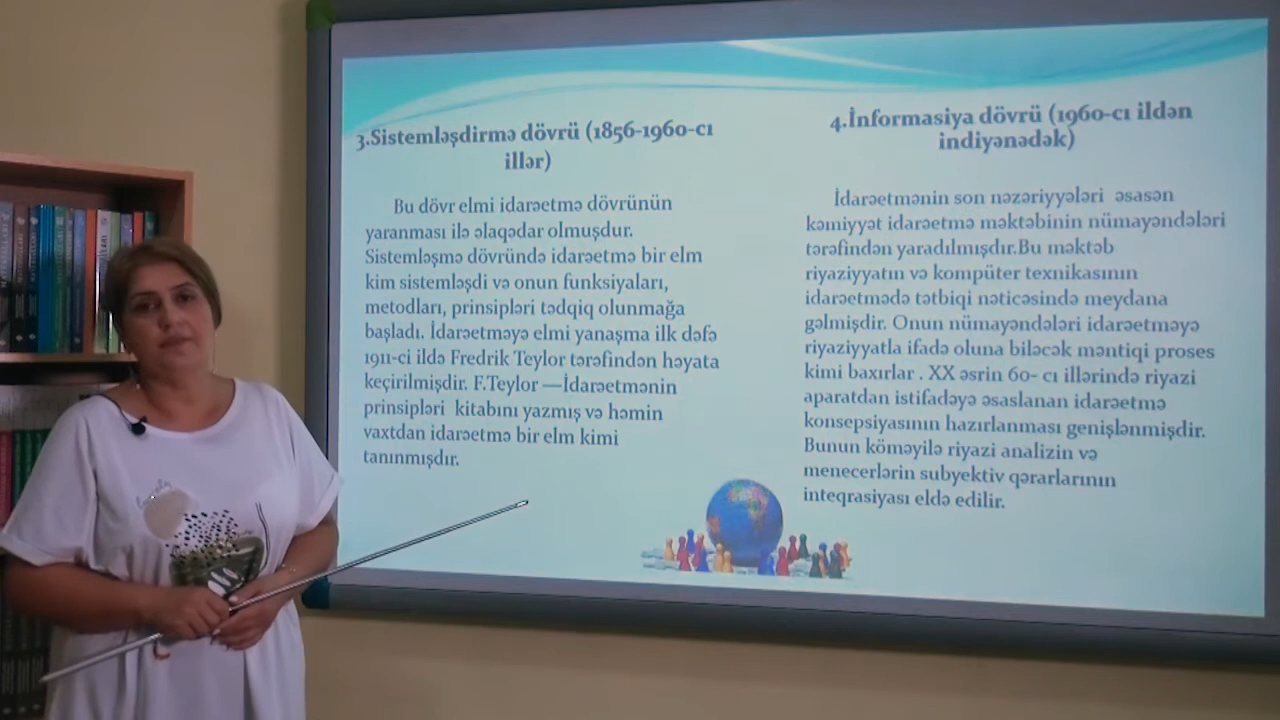 3.Sistemləşdirmə dövrü (1856-1960-cı
illər)
Bu dövr elmi idarəetmə dövrünün
yaranması ilə əlaqədar olmuşdur.
Sistemləşmə dövründə idarəetmə bir elm
kim sistemləşdi və onun funksiyaları,
metodları, prinsipləri tədqiq olunmağa
başladı. İdarəetməyə elmi yanaşma ilk dəfə
1911-ci ildə Fredrik Teylor tərəfindən həyata
keçirilmişdir. F.Teylor —İdarəetmənin
prinsipləri kitabını yazmış və həmin
vaxtdan idarəetmə bir elm kimi
tanınmışdır.
4.İnformasiya dövrü (1960-cı ildən
indiyənədək)
İdarəetmənin son nəzəriyyələri əsasən
kəmiyyət idarəetmə məktəbinin nümayəndələri
tərəfindən yaradılmışdır.Bu məktəb
riyaziyyatın və kompüter texnikasının
idarəetmədə tətbiqi nəticəsində meydana
gəlmişdir. Onun nümayəndələri idarəetməyə
riyaziyyatla ifadə oluna biləcək məntiqi proses
kimi baxırlar . XX əsrin 60- cı illərində riyazi
aparatdan istifadəyə əsaslanan idarəetmə
konsepsiyasının hazırlanması genişlənmişdir.
Bunun köməyilə riyazi analizin və
menecerlərin subyektiv qərarlarının
inteqrasiyası eldə edilir.